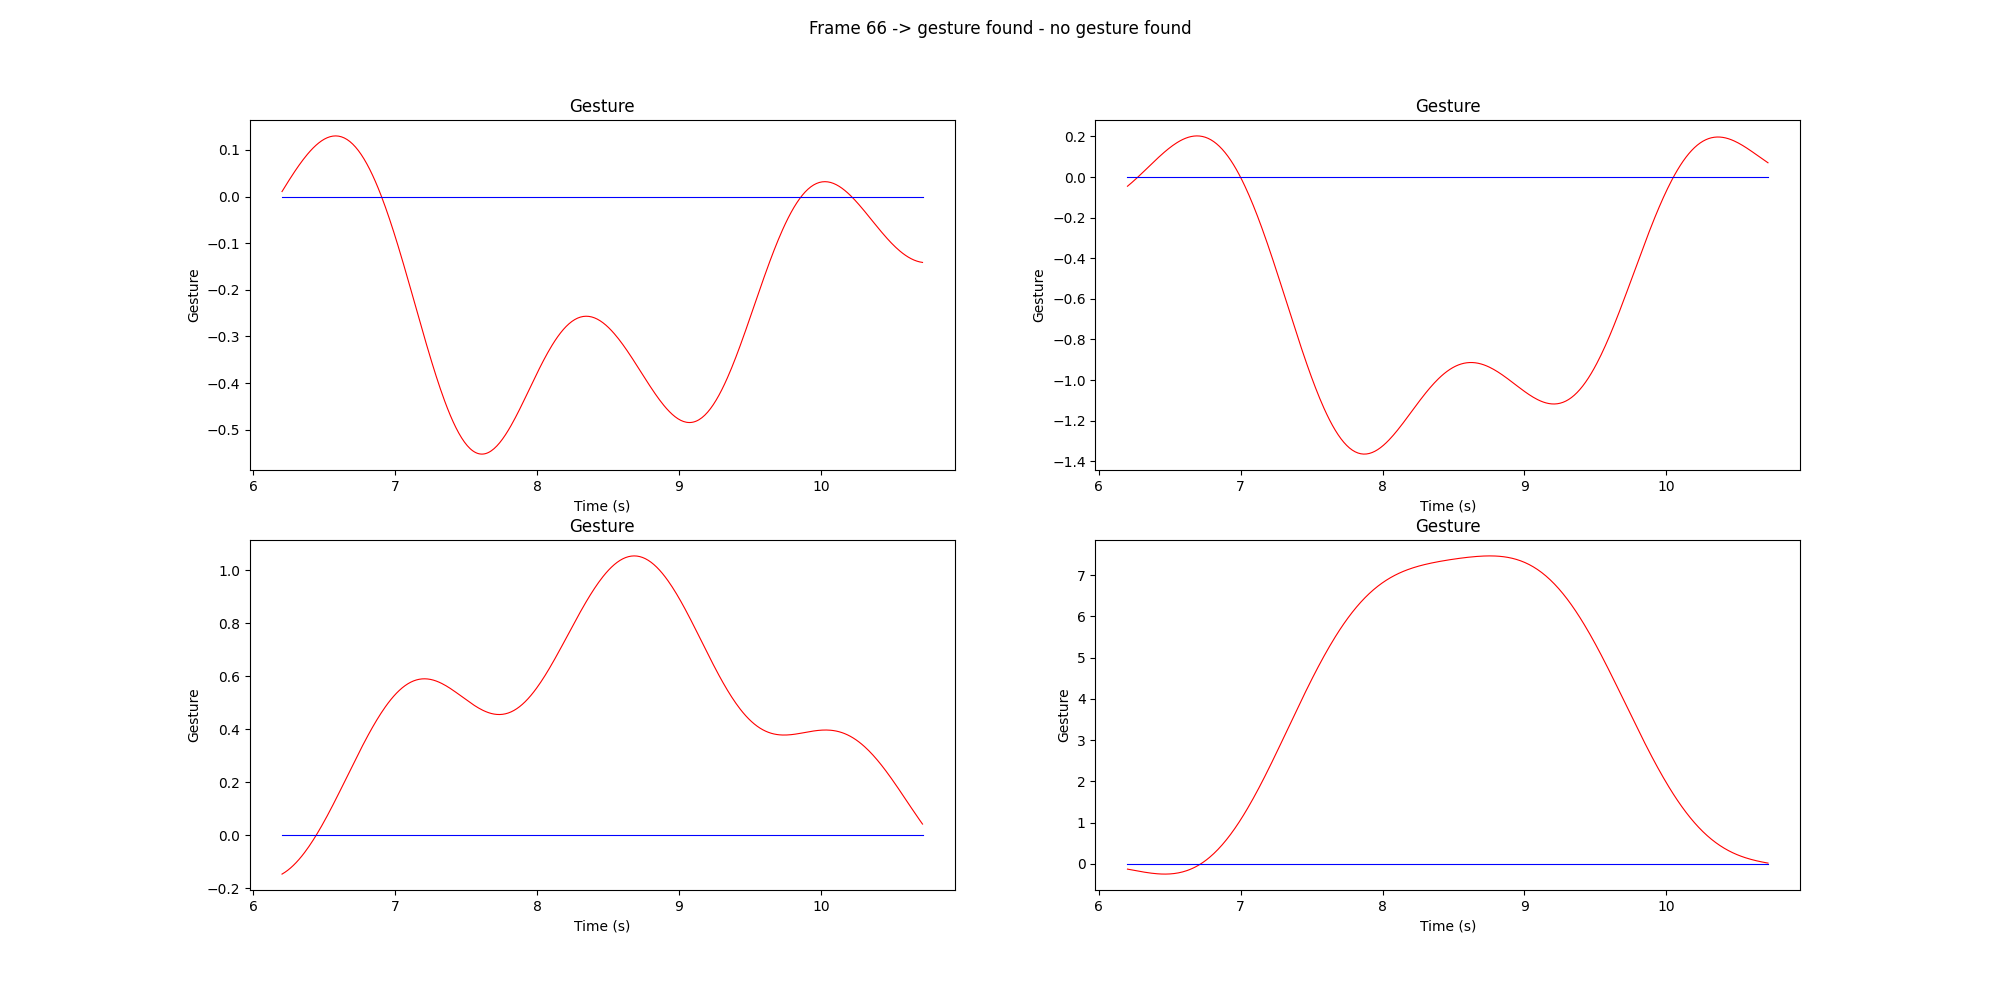 Frame 66 -> gesture found - no gesture found
Gesture
Gesture
0.1
0.0
−0.1
−0.2
−0.3
−0.4
−0.5
6 7 8 9 10
Time (s)
Gesture
Gesture
0.2
0.0
−0.2
−0.4
−0.6
−0.8
−1.0
−1.2
−1.4
6 7 8 9 10
Time (s)
Gesture
Gesture
1.0
0.8
0.6
0.4
0.2
0.0
−0.2
6 7 8 9 10
Time (s)
Gesture
Gesture
7
6
5
4
3
2
1
0
6 7 8 9 10
Time (s)